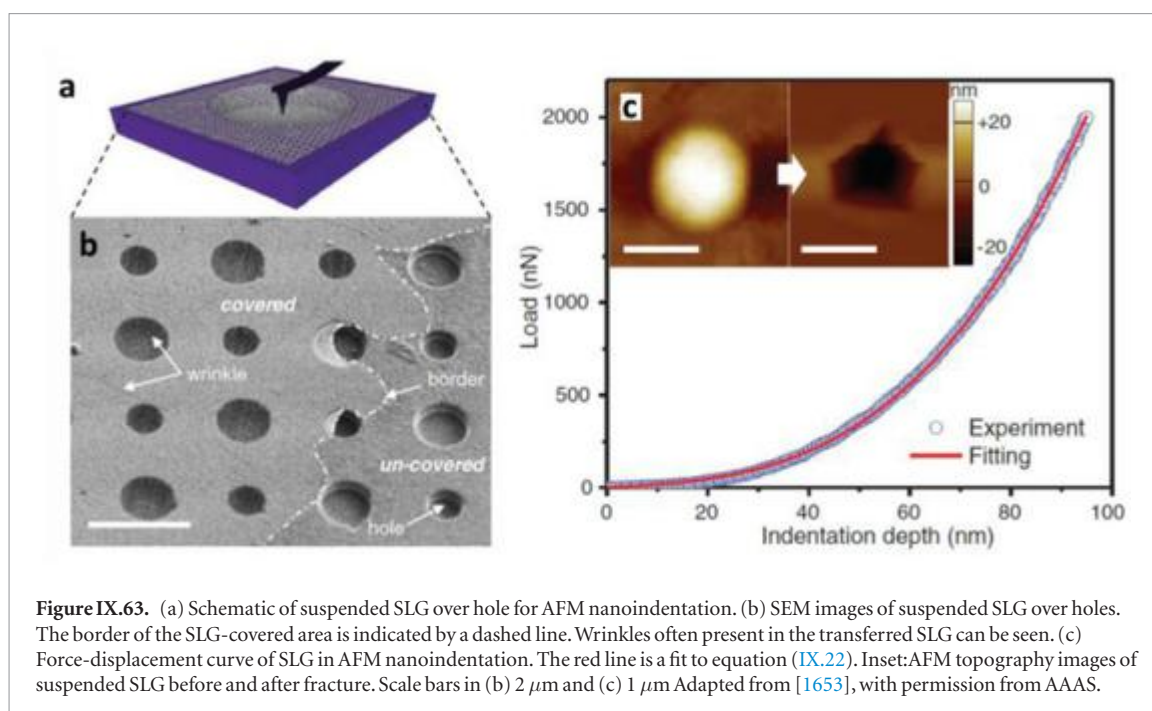 a
b
covered
wrinkle
border
un-covered
hole
c
nm
+20
0
-20
2000
1500
1000
500
0
Load (nN)
Experiment
Fitting
0 20 40 60 80 100
Indentation depth (nm)
Figure IX.63. (a) Schematic of suspended SLG over hole for AFM nanoindentation. (b) SEM images of suspended SLG over holes.
The border of the SLG-covered area is indicated by a dashed line. Wrinkles often present in the transferred SLG can be seen. (c)
Force-displacement curve of SLG in AFM nanoindentation. The red line is a fit to equation (IX.22). Inset:AFM topography images of
suspended SLG before and after fracture. Scale bars in (b) 2 μm and (c) 1 μm Adapted from [1653], with permission from AAAS.